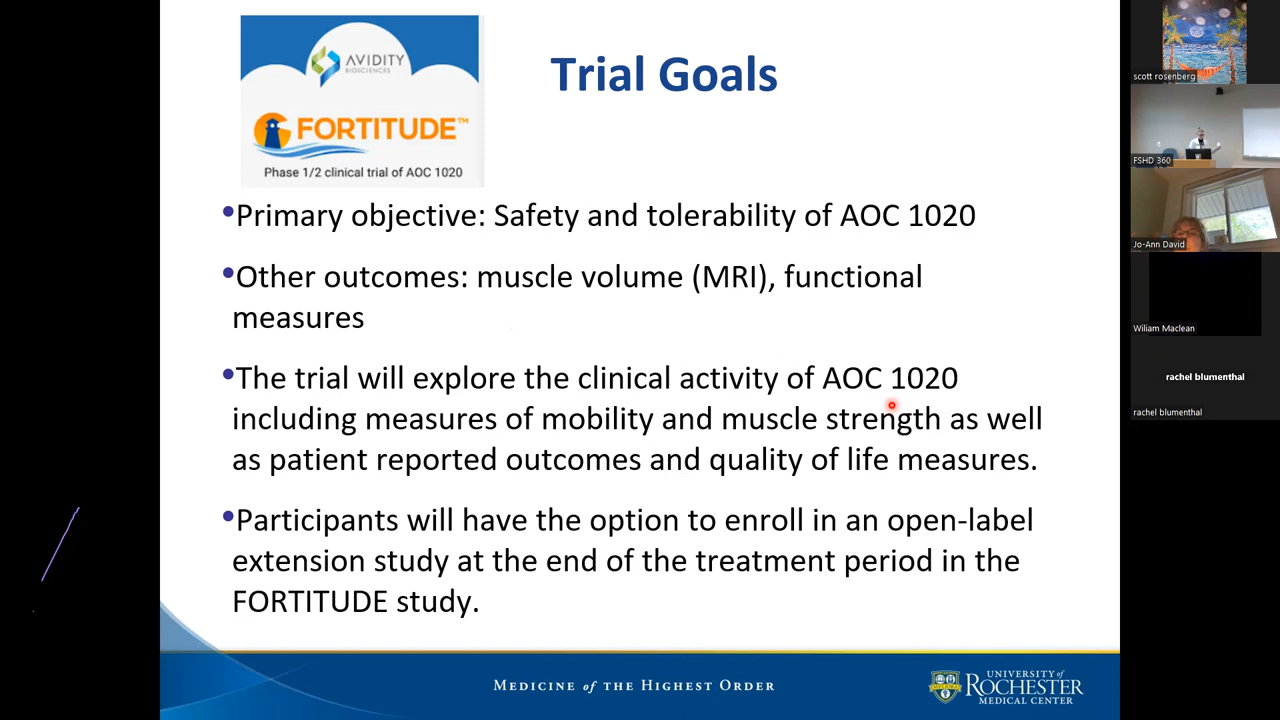 AVIDITY
BIOSCIENCES
FORTITUDE™
Phase 1/2 clinical trial of AOC 1020
Trial Goals
•Primary objective: Safety and tolerability of AOC 1020
•Other outcomes: muscle volume (MRI), functional
measures
•The trial will explore the clinical activity of AOC 1020
including measures of mobility and muscle strength as well
as patient reported outcomes and quality of life measures.
•Participants will have the option to enroll in an open-label
extension study at the end of the treatment period in the
FORTITUDE study.
MEDICINE of THE HIGHEST ORDER
UNIVERSITY of
ROCHESTER
MEDICAL CENTER
scott rosenberg
FSHD 360
Jo-Ann David
Wiliam Maclean
rachel blumenthal
rachel blumenthal